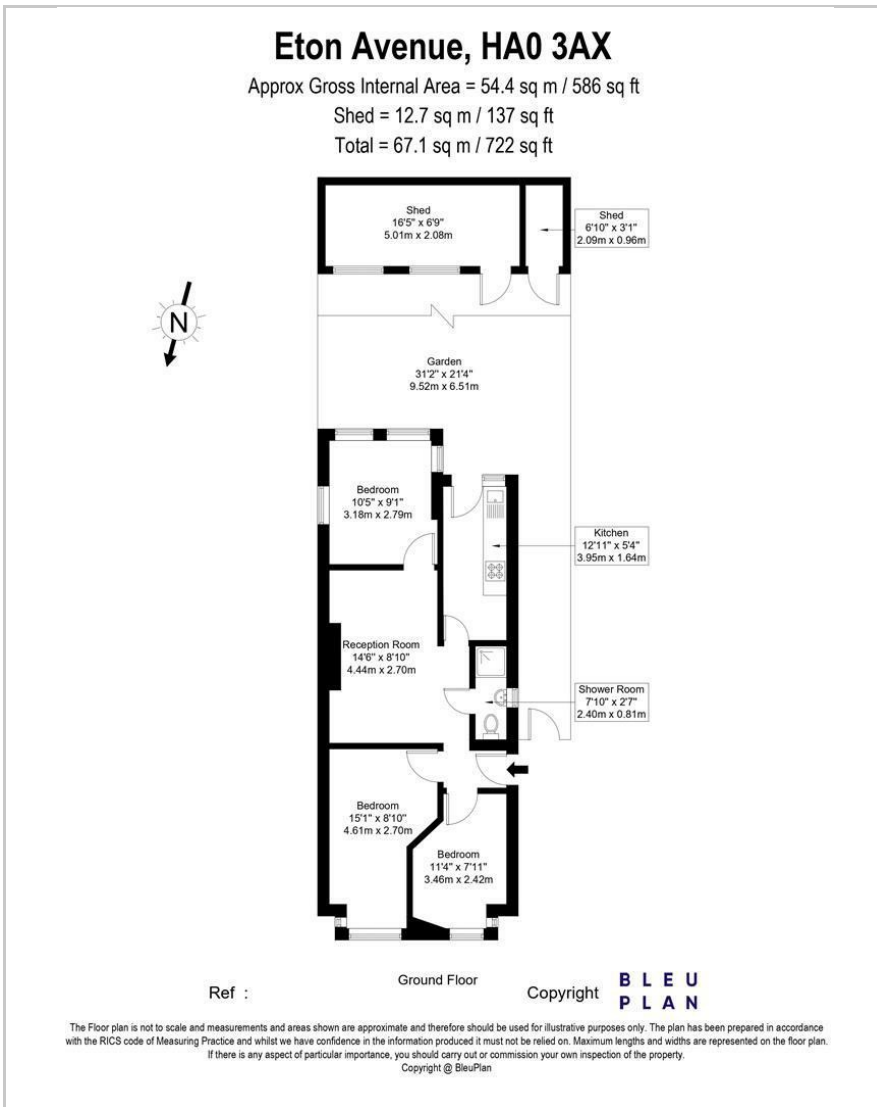 Eton Avenue, HA0 3AX
Approx Gross Internal Area = 54.4 sq m / 586 sq ft
Shed = 12.7 sq m / 137 sq ft
Total = 67.1 sq m / 722 sq ft
Shed
16'5" x 6'9"
5.01m x 2.08m
Shed
6'10" x 3'1"
2.09m x 0.96m
N
Garden
31'2" x 21'4"
9.52m x 6.51m
Bedroom
10'5" x 9'1"
3.18m x 2.79m
Kitchen
12'11" x 5'4"
3.95m x 1.64m
Reception Room
14'6" x 8'10"
4.44m x 2.70m
Shower Room
7'10" x 2'7"
2.40m x 0.81m
Bedroom
15'1" x 8'10"
4.61m x 2.70m
Bedroom
11'4" x 7'11"
3.46m x 2.42m
Ground Floor
Ref :
Copyright
BLEU
PLAN
The Floor plan is not to scale and measurements and areas shown are approximate and therefore should be used for illustrative purposes only. The plan has been prepared in accordance
with the RICS code of Measuring Practice and whilst we have confidence in the information produced it must not be relied on. Maximum lengths and widths are represented on the floor plan.
If there is any aspect of particular importance, you should carry out or commission your own inspection of the property.
Copyright @ BleuPlan